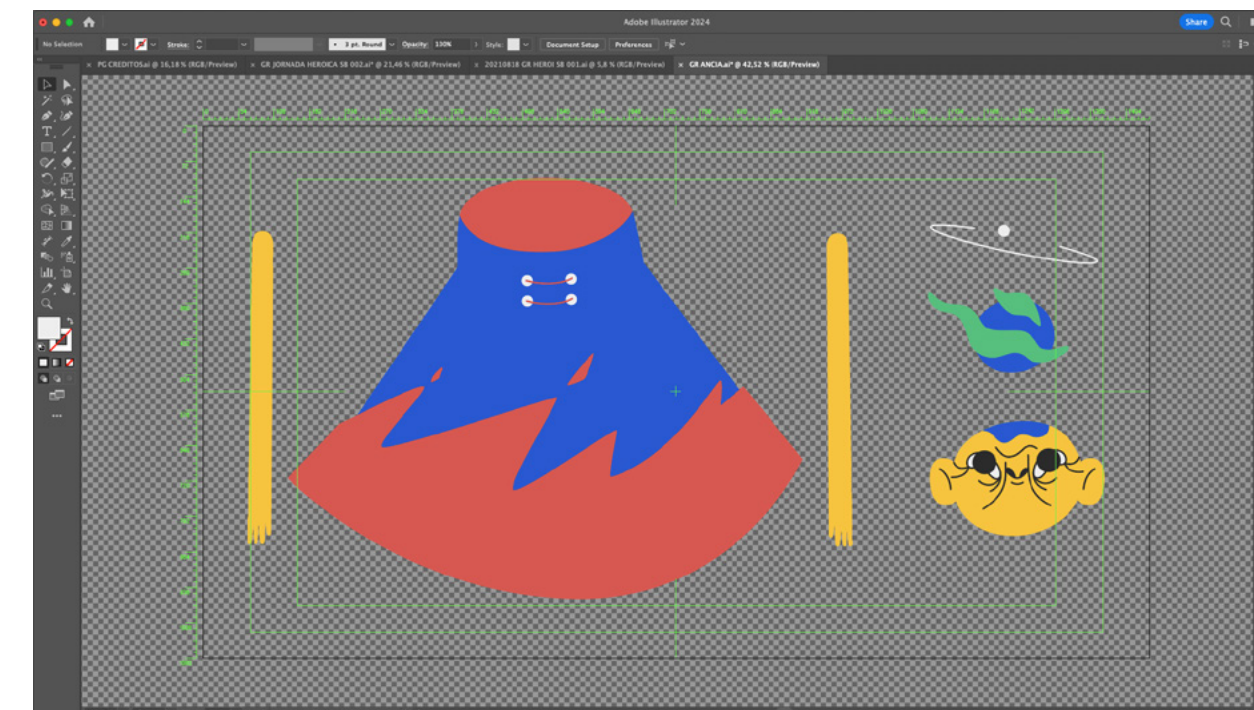 Adobe Illustrator 2024
Share
No Selection
Stroke:
3 pt. Round
Opacity: 100%
Style:
Document Setup
Preferences
× PG CREDITOS.ai @ 16,18 % (RGB/Preview)
× GR JORNADA HEROICA SB 002.ai* @ 21,46 % (RGB/Preview)
× 20210818 GR HEROI SB 001.ai @ 5,8 % (RGB/Preview)
× GR ANCIA.ai* @ 42,52 % (RGB/Preview)